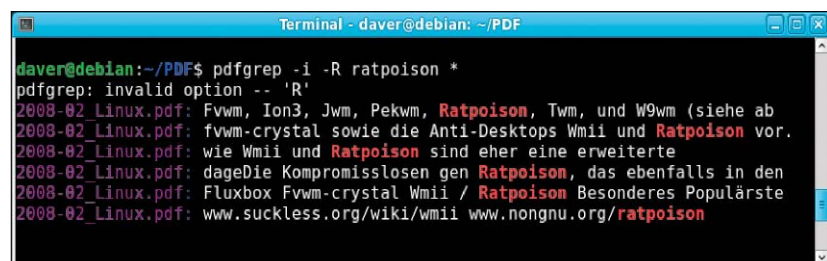 Terminal - daver@debian: ~/PDF
daver@debian:~/PDF$ pdfgrep -i -R ratpoison *
pdfgrep: invalid option -- 'R'
2008-02_Linux.pdf: Fvwm, Ion3, Jwm, Pekwm, Ratpoison, Twm, und W9wm (siehe ab
2008-02_Linux.pdf: fvwm-crystal sowie die Anti-Desktops Wmii und Ratpoison vor.
2008-02_Linux.pdf: wie Wmii und Ratpoison sind eher eine erweiterte
2008-02_Linux.pdf: dageDie Kompromisslosen gen Ratpoison, das ebenfalls in den
2008-02_Linux.pdf: Fluxbox Fvwm-crystal Wmii / Ratpoison Besonderes Populärste
2008-02_Linux.pdf: www.suckless.org/wiki/wmii www.nongnu.org/ratpoison